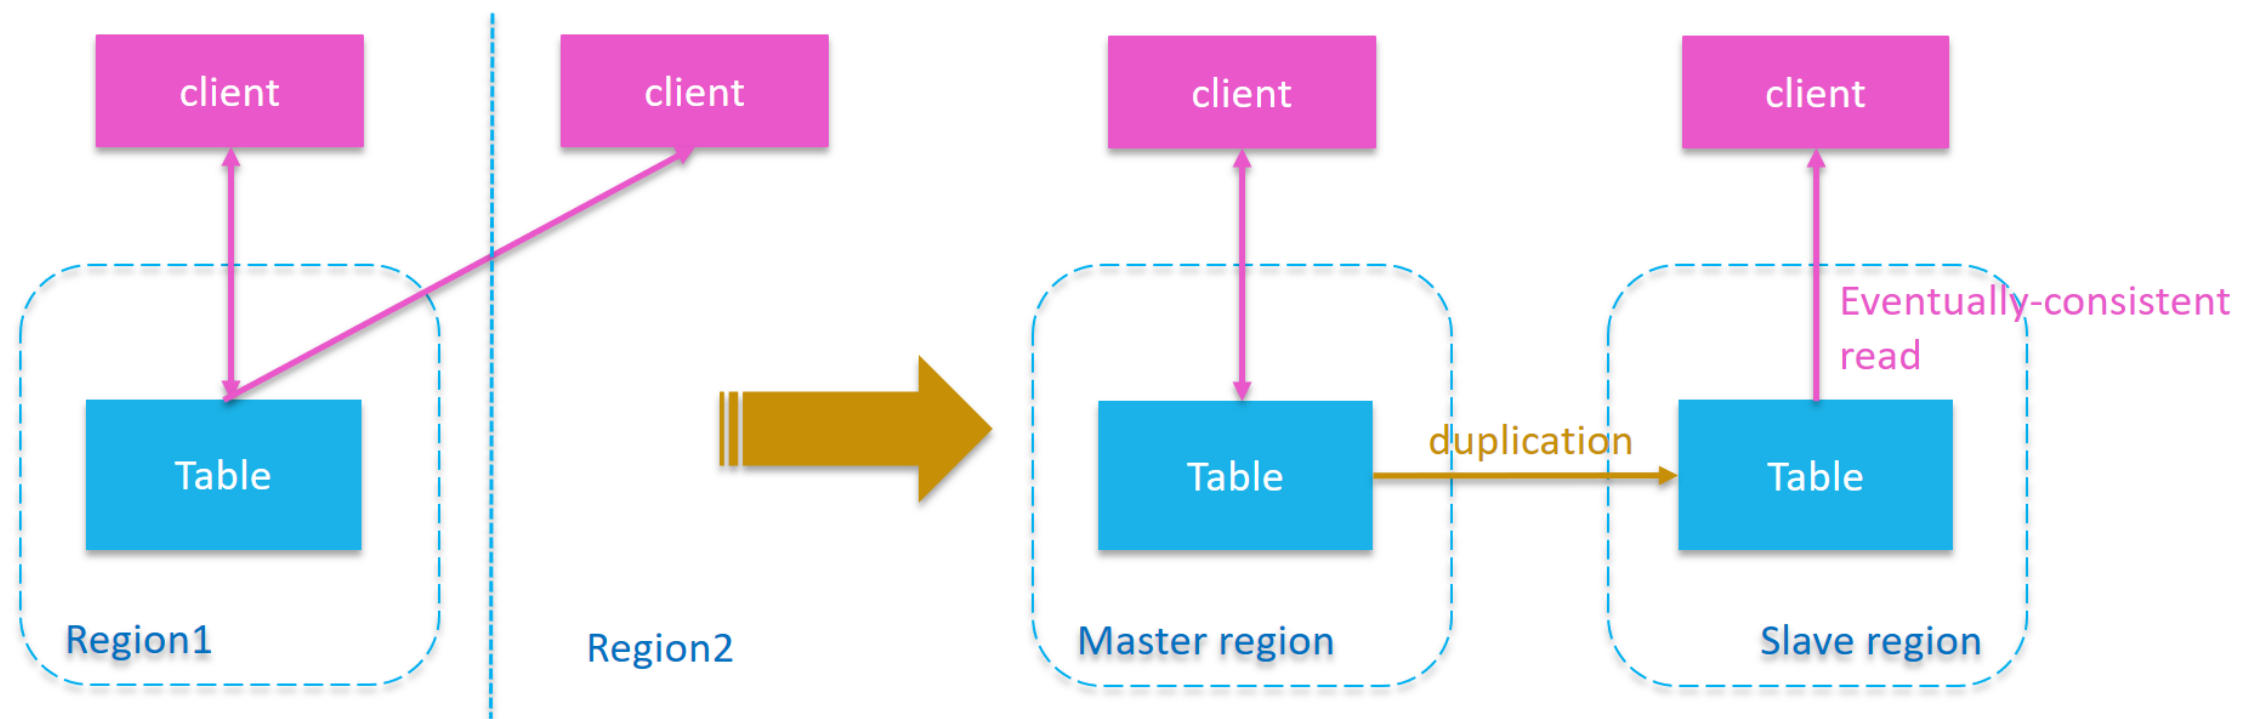 client
client
client
client
Eventually-consistent
read
duplication
Table
Table
Table
Region1
Region2
Master region
Slave region